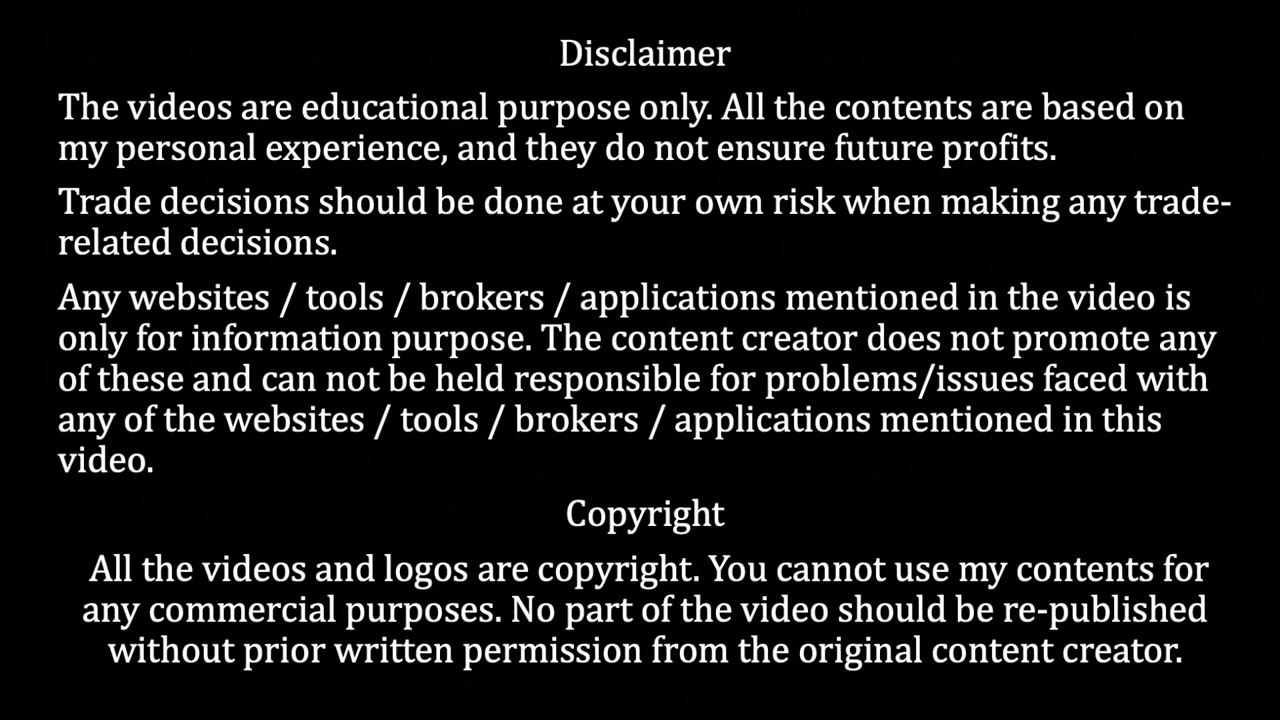 Disclaimer
The videos are educational purpose only. All the contents are based on
my personal experience, and they do not ensure future profits.
Trade decisions should be done at your own risk when making any trade-
related decisions.
Any websites / tools / brokers / applications mentioned in the video is
only for information purpose. The content creator does not promote any
of these and can not be held responsible for problems/issues faced with
any of the websites / tools / brokers / applications mentioned in this
video.
Copyright
All the videos and logos are copyright. You cannot use my contents for
any commercial purposes. No part of the video should be re-published
without prior written permission from the original content creator.